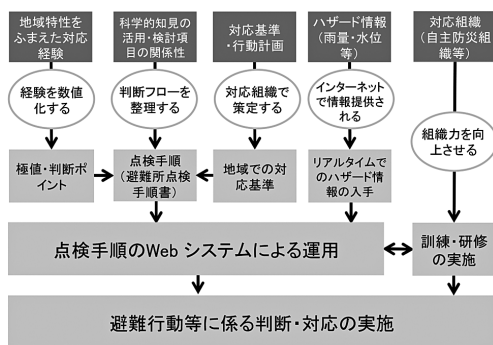 地域特性を
ふまえた対応
経験
科学的知見の
活用・検討項
目の関係性
対応基準
・行動計画
ハザード情報
(雨量・水位
等)
対応組織
(自主防災組
織等)
経験を数値
化する
判断フローを
整理する
対応組織で
策定する
インターネット
で情報提供さ
れる
組織力を向
上させる
極値・判断ポ
イント
点検手順
(避難所点検
手順書)
地域での対
応基準
リアルタイムで
のハザード情
報の入手
点検手順のWeb システムによる運用
訓練・研修
の実施
避難行動等に係る判断・対応の実施